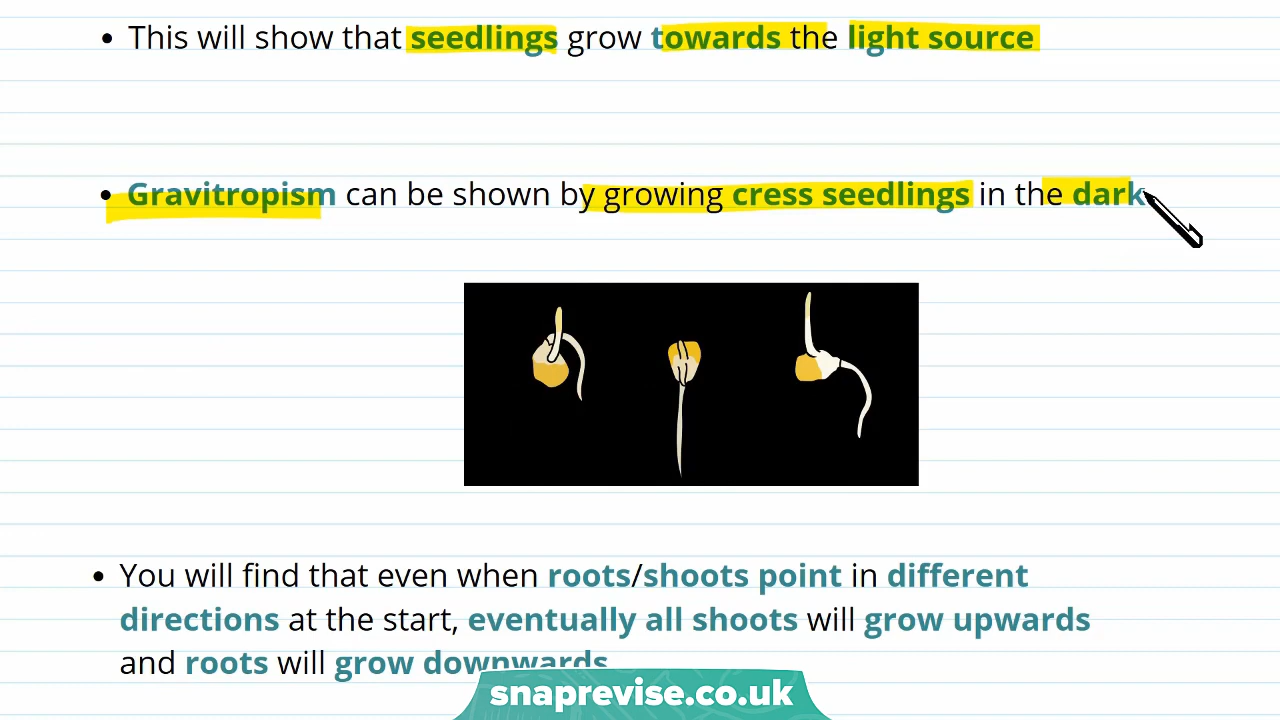 • This will show that seedlings grow towards the light source
• Gravitropism can be shown by growing cress seedlings in the dark
• You will find that even when roots/shoots point in different
directions at the start, eventually all shoots will grow upwards
and roots will grow downwards
snaprevise.co.uk